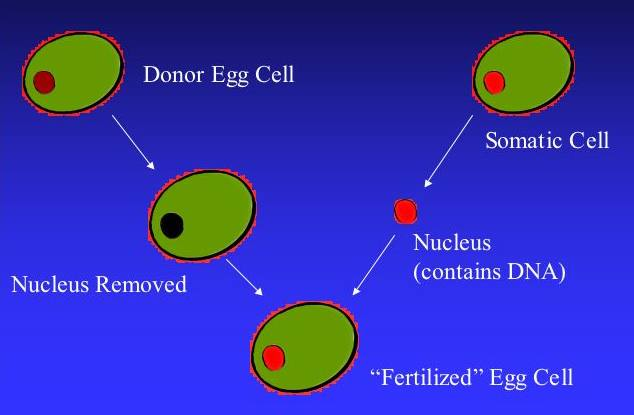 Donor Egg Cell
Somatic Cell
Nucleus
(contains DNA)
Nucleus Removed
“Fertilized” Egg Cell